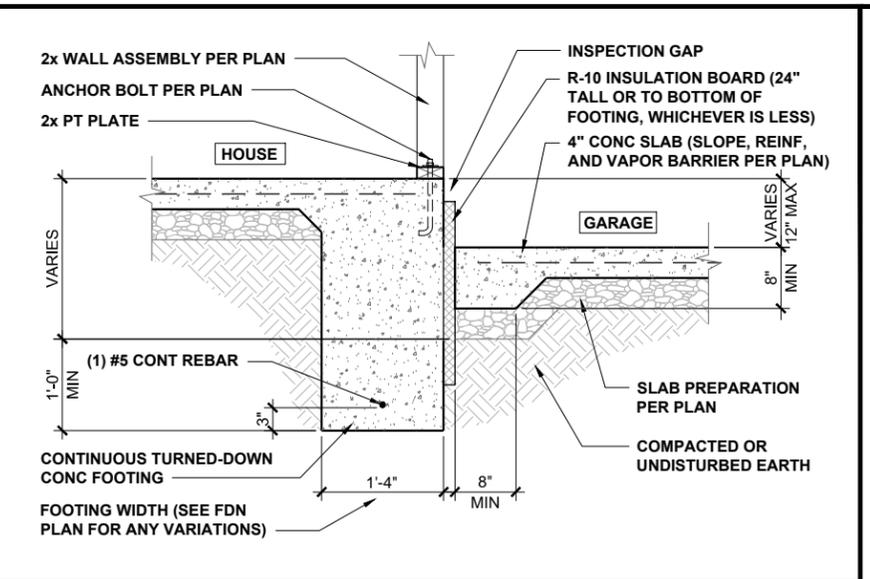 2x WALL ASSEMBLY PER PLAN
ANCHOR BOLT PER PLAN
2x PT PLATE
HOUSE
INSPECTION GAP
R-10 INSULATION BOARD (24"
TALL OR TO BOTTOM OF
FOOTING, WHICHEVER IS LESS)
4" CONC SLAB (SLOPE, REINF,
AND VAPOR BARRIER PER PLAN)
GARAGE
VARIES
12" MAX
8"
MIN
VARIES
1'-0"
MIN
(1) #5 CONT REBAR
3"
CONTINUOUS TURNED-DOWN
CONC FOOTING
FOOTING WIDTH (SEE FDN
PLAN FOR ANY VARIATIONS)
1'-4"
8"
MIN
SLAB PREPARATION
PER PLAN
COMPACTED OR
UNDISTURBED EARTH